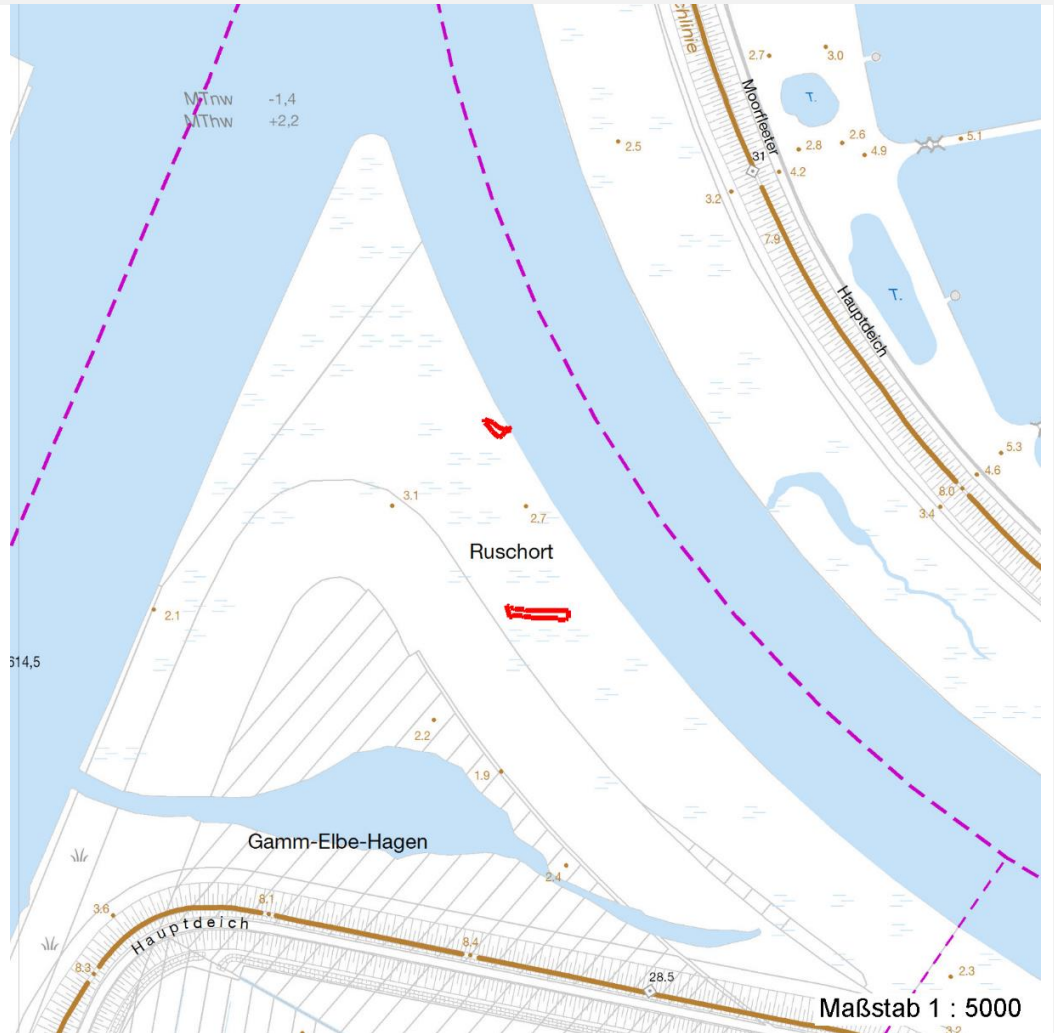 chlinie
2.7
3.0
MTnw -1,4
MThw +2,2
T.
Moorfleeter
2.5
2.8
2.6
4.9
5.1
31
4.2
3.2
7.9
T.
Hauptdeich
5.3
4.6
8.0
3.4
3.1
2.7
Ruschort
2.1
614,5
2.2
1.9
Gamm-Elbe-Hagen
2.4
3.6
8.1
Hauptdeich
8.4
8.3
28.5
2.3
Maßstab 1 : 5000
3.2